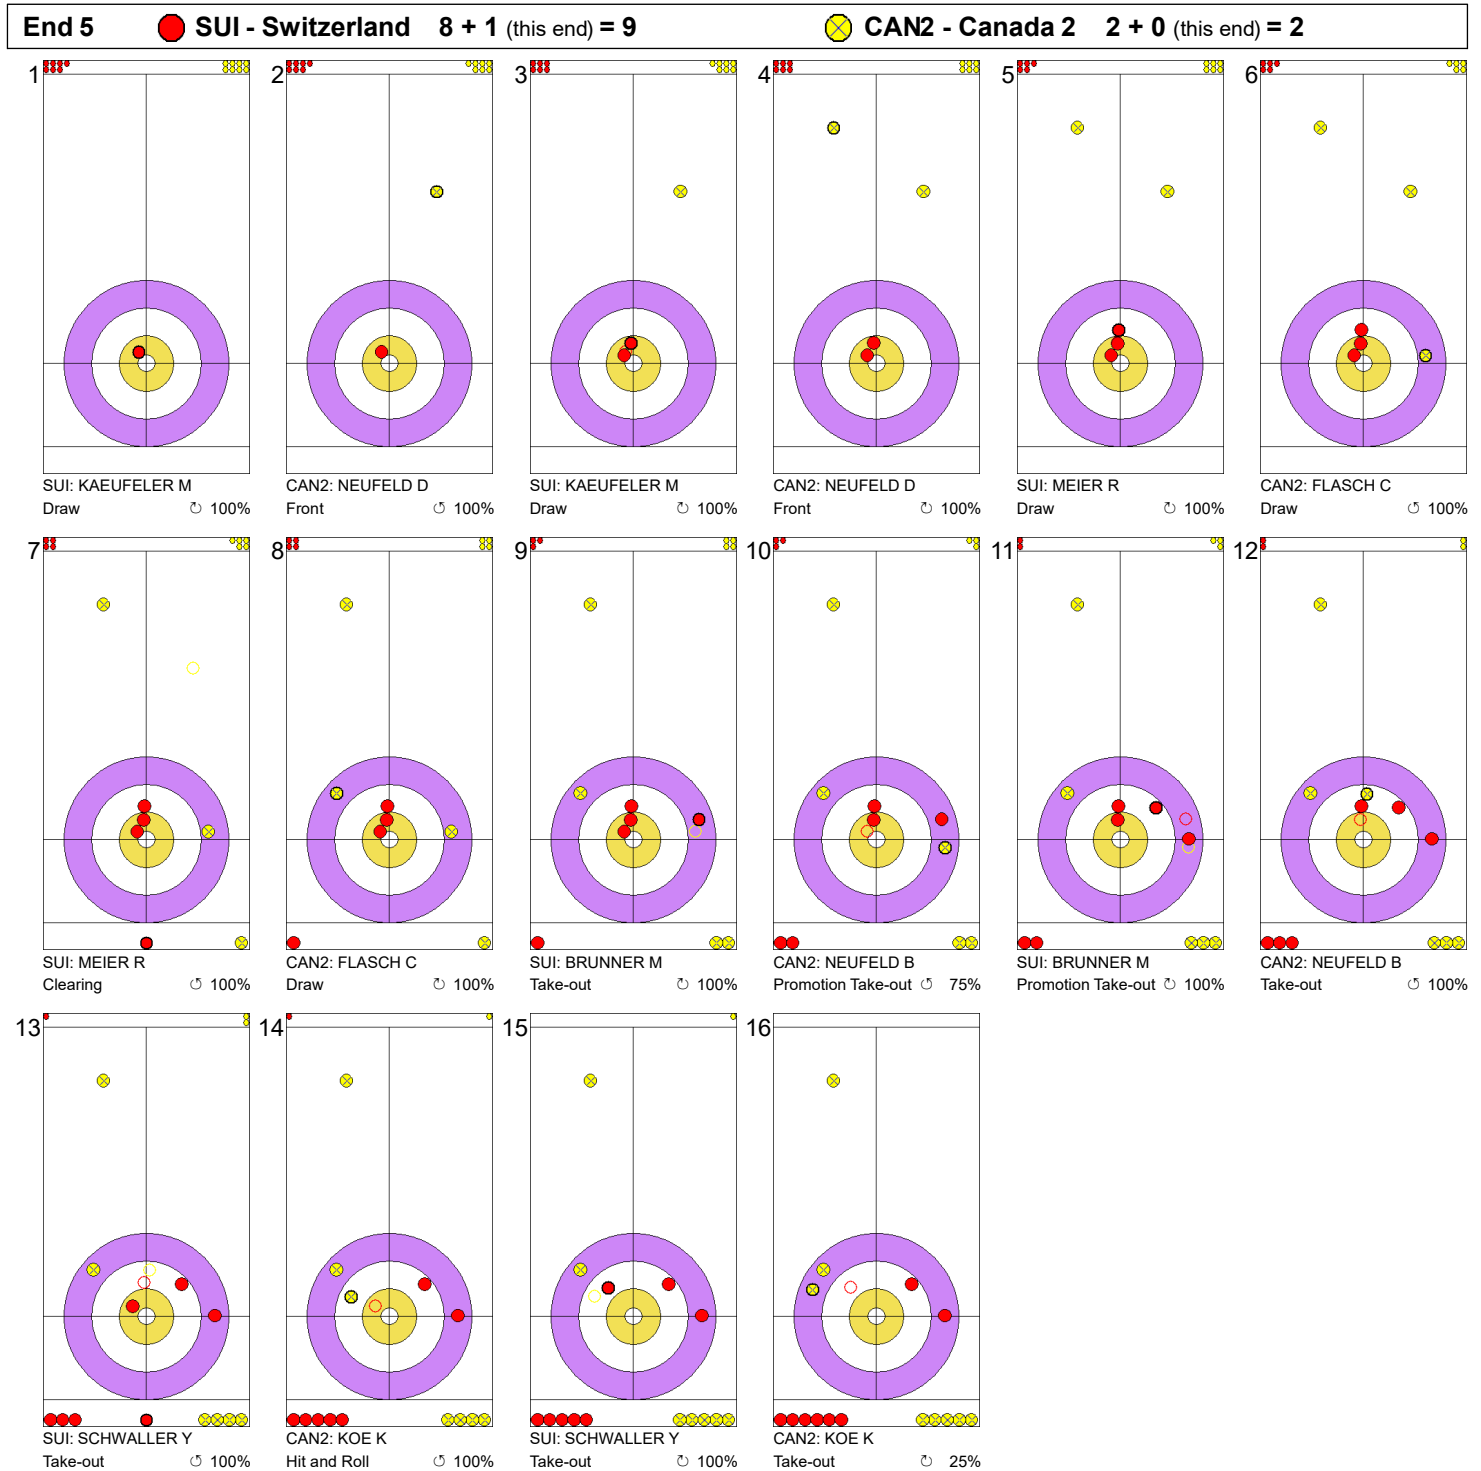 End 5 SUI - Switzerland 8 + 1 (this end) = 9 CAN2 - Canada 2 2 + 0 (this end) = 2
1 2 3 4 5 6
SUI: KAEUFELER M CAN2: NEUFELD D SUI: KAEUFELER M CAN2: NEUFELD D SUI: MEIER R CAN2: FLASCH C
Draw ↻ 100% Front ↺ 100% Draw ↻ 100% Front ↺ 100% Draw ↻ 100% Draw ↺ 100%
7 8 9 10 11 12
SUI: MEIER R CAN2: FLASCH C SUI: BRUNNER M CAN2: NEUFELD B SUI: BRUNNER M CAN2: NEUFELD B
Clearing ↺ 100% Draw ↺ 100% Take-out ↺ 100% Promotion Take-out ↺ 75% Promotion Take-out ↻ 100% Take-out ↺ 100%
13 14 15 16
SUI: SCHWALLER Y CAN2: KOE K SUI: SCHWALLER Y CAN2: KOE K
Take-out ↺ 100% Hit and Roll ↺ 100% Take-out ↻ 100% Take-out ↻ 25%